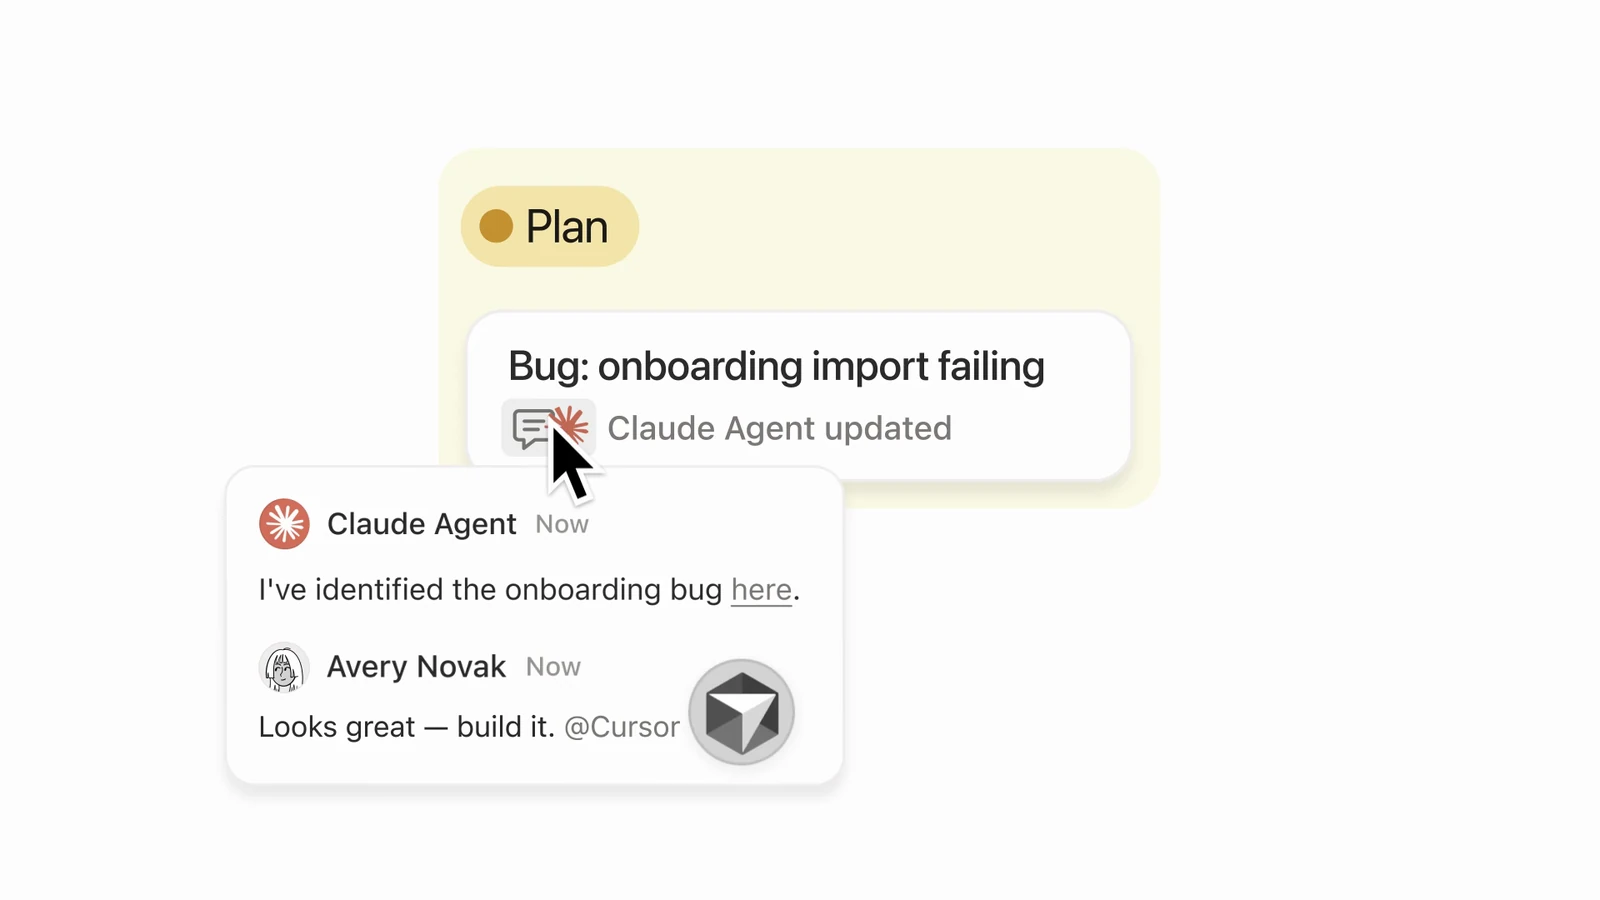 Plan
Bug: onboarding import failing
Claude Agent updated
Claude Agent Now
I've identified the onboarding bug here.
Avery Novak Now
Looks great — build it. @Cursor